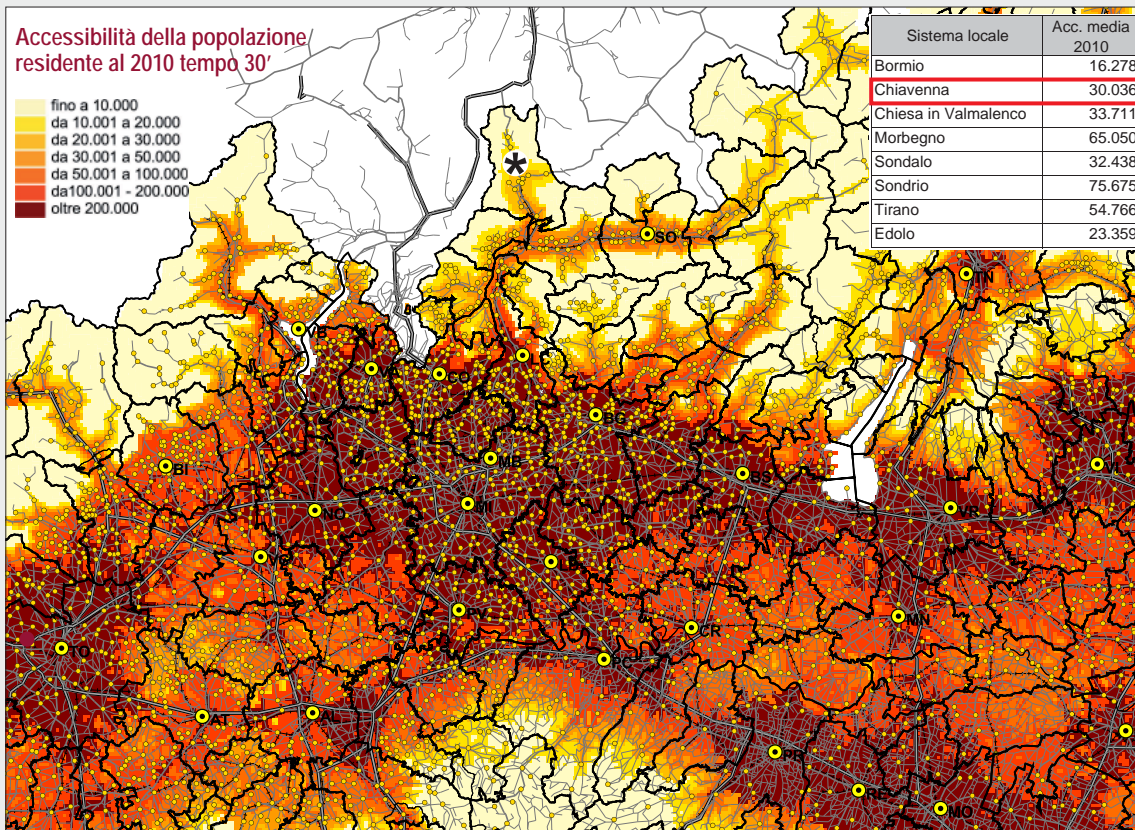 Accessibilità della popolazione
residente al 2010 tempo 30'
fino a 10.000
da 10.001 a 20.000
da 20.001 a 30.000
da 30.001 a 50.000
da 50.001 a 100.000
da100.001 - 200.000
oltre 200.000
Sistema locale Acc. media 2010
Bormio 16.278
Chiavenna 30.036
Chiesa in Valmalenco 33.711
Morbegno 65.050
Sondalo 32.438
Sondrio 75.675
Tirano 54.766
Edolo 23.359
*
SO
TN
CO
BG
BI
MB
BS
NO
MI
VR
MN
CR
TO
PC
AT
AL
PR
RE
MO